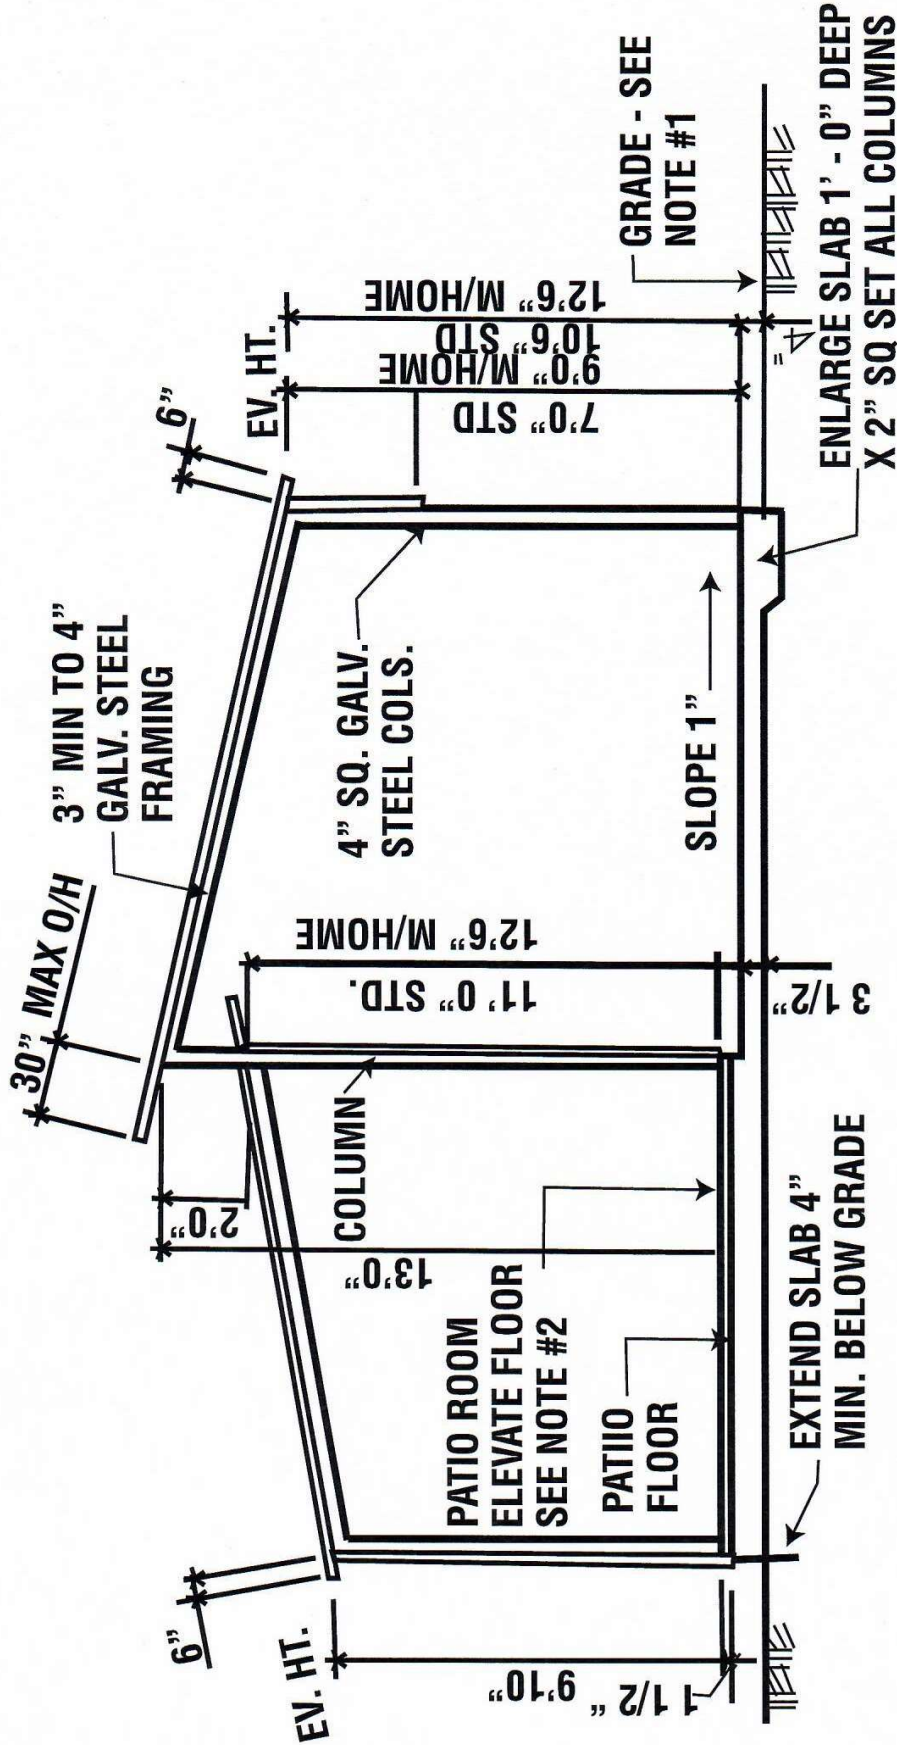 30” MAX O/H
3” MIN TO 4”
GALV. STEEL
FRAMING
6”
EV. HT.
6”
EV. HT.
2'0”
13'0”
COLUMN
11' 0” STD.
12'6” M/HOME
4” SQ. GALV.
STEEL COLS.
7'0” STD
9'0” M/HOME
10'6” STD
12'6” M/HOME
GRADE - SEE
NOTE #1
PATIO ROOM
ELEVATE FLOOR
SEE NOTE #2
PATIIO
FLOOR
SLOPE 1”
9'10”
1 1/2 “
3 1/2”
4”
EXTEND SLAB 4”
MIN. BELOW GRADE
ENLARGE SLAB 1' - 0” DEEP
X 2” SQ SET ALL COLUMNS